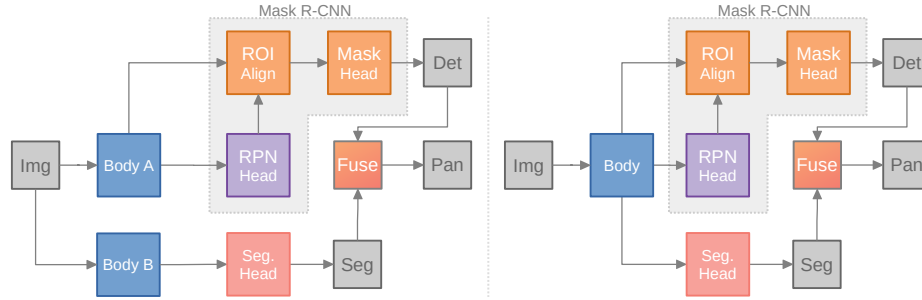 Mask R-CNN
ROI
Align
Mask
Head
Det
Img
Body A
RPN
Head
Fuse
Pan
Body B
Seg.
Head
Seg
Mask R-CNN
ROI
Align
Mask
Head
Det
Img
Body
RPN
Head
Fuse
Pan
Seg.
Head
Seg